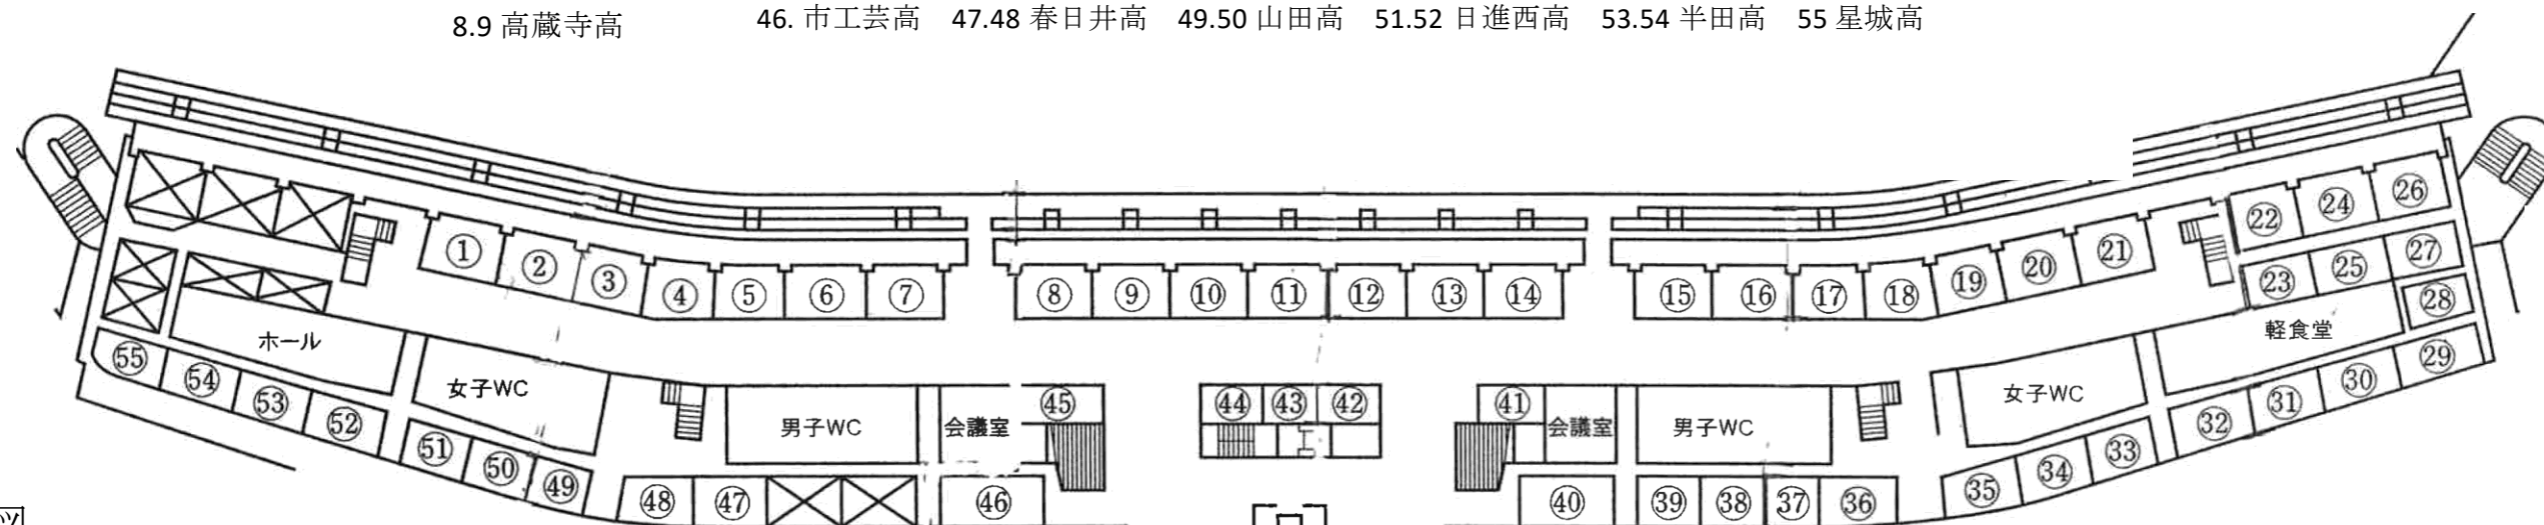 8.9 高蔵寺高 46. 市工芸高 47.48 春日井高 49.50 山田高 51.52 日進西高 53.54 半田高 55 星城高
① ② ③ ④ ⑤ ⑥ ⑦ ⑧ ⑨ ⑩ ⑪ ⑫ ⑬ ⑭ ⑮ ⑯ ⑰ ⑱ ⑲ ⑳ ㉑ ㉒ ㉔ ㉖
㉓ ㉕ ㉗
㉘
ホール 軽食堂
女子WC 男子WC 会議室 ㊺ ㊹ ㊸ ㊷ ㊶ 会議室 男子WC 女子WC
55 54 53 52 51 50 49 48 47 46 40 39 38 37 36 35 34 33 32 31 30 29
図